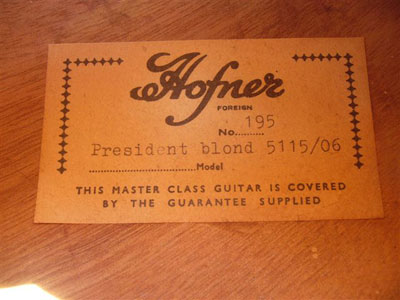 Hofner
FOREIGN
No.......... 195
President blond 5115/06
..............................Model
THIS MASTER CLASS GUITAR IS COVERED
BY THE GUARANTEE SUPPLIED